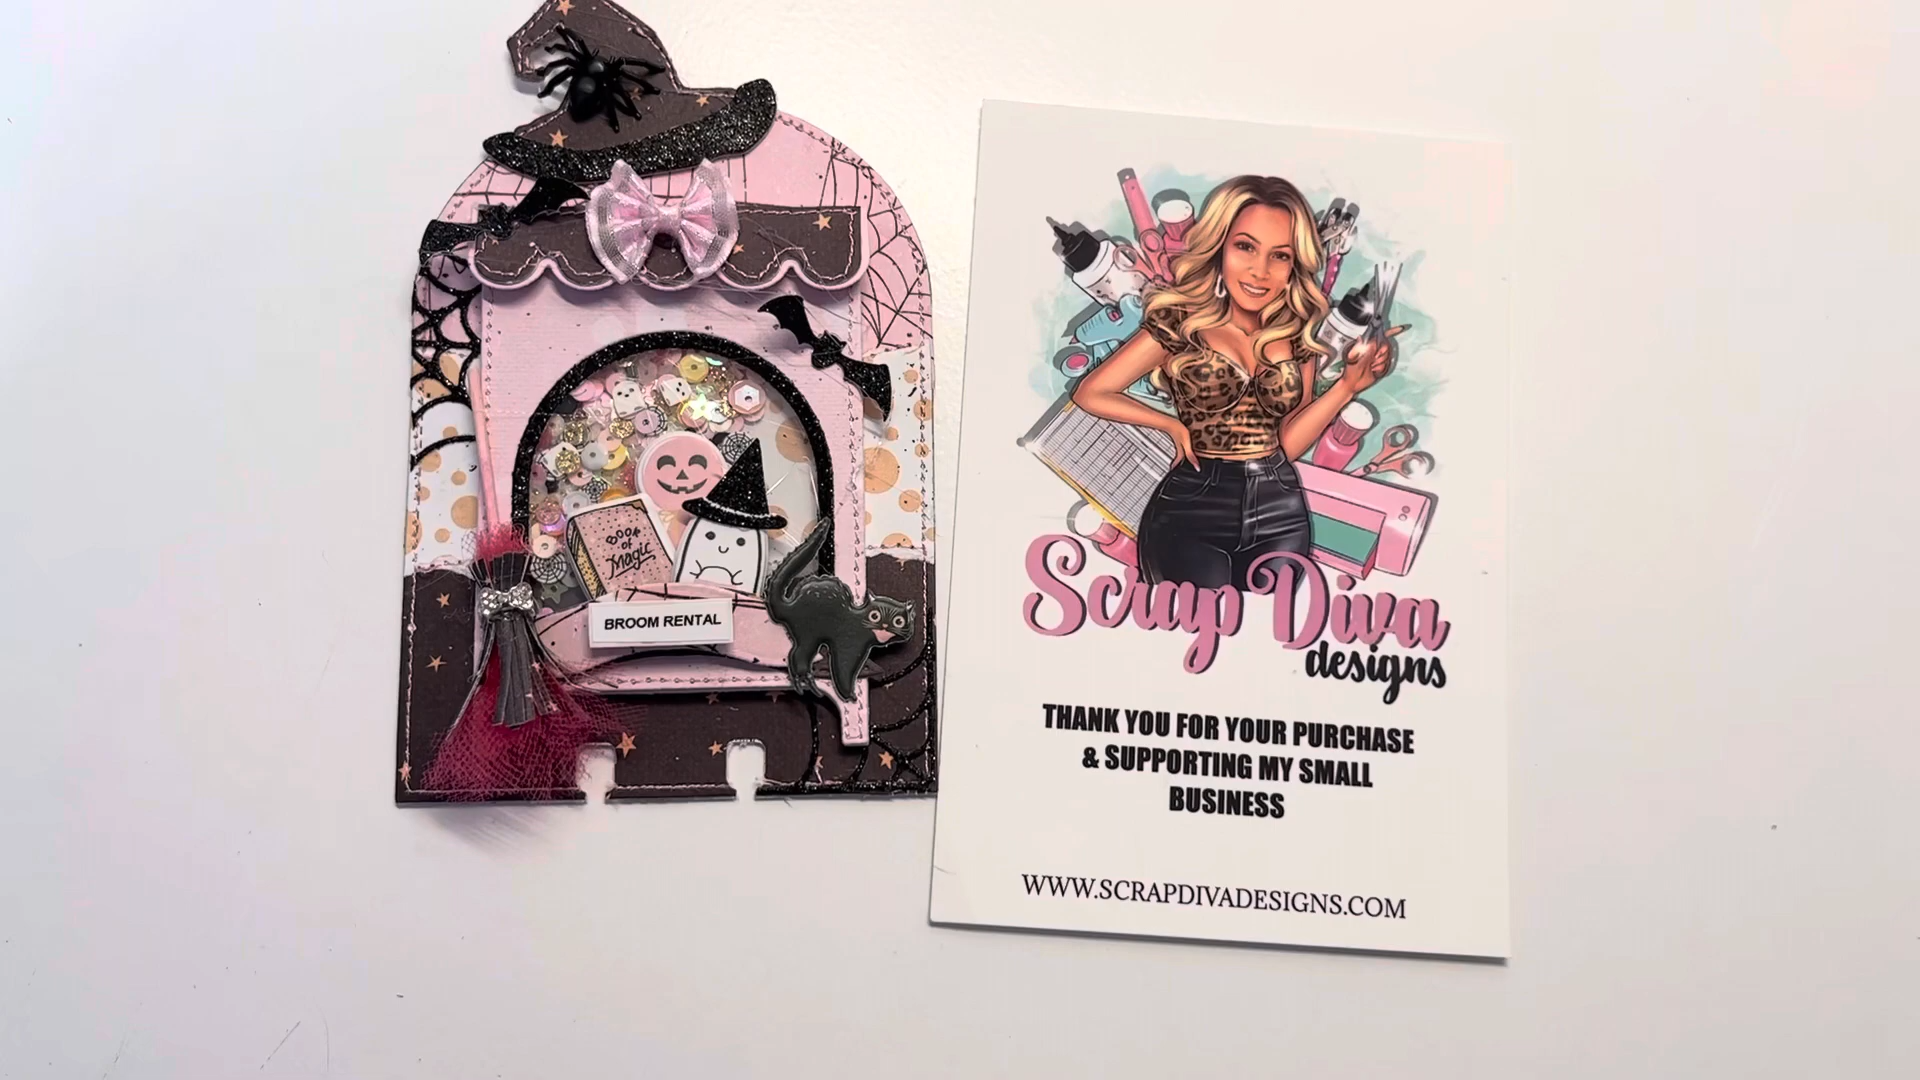 BOOK
of
Magic
BROOM RENTAL
Scrap Diva
designs
THANK YOU FOR YOUR PURCHASE
& SUPPORTING MY SMALL
BUSINESS
WWW.SCRAPDIVADESIGNS.COM